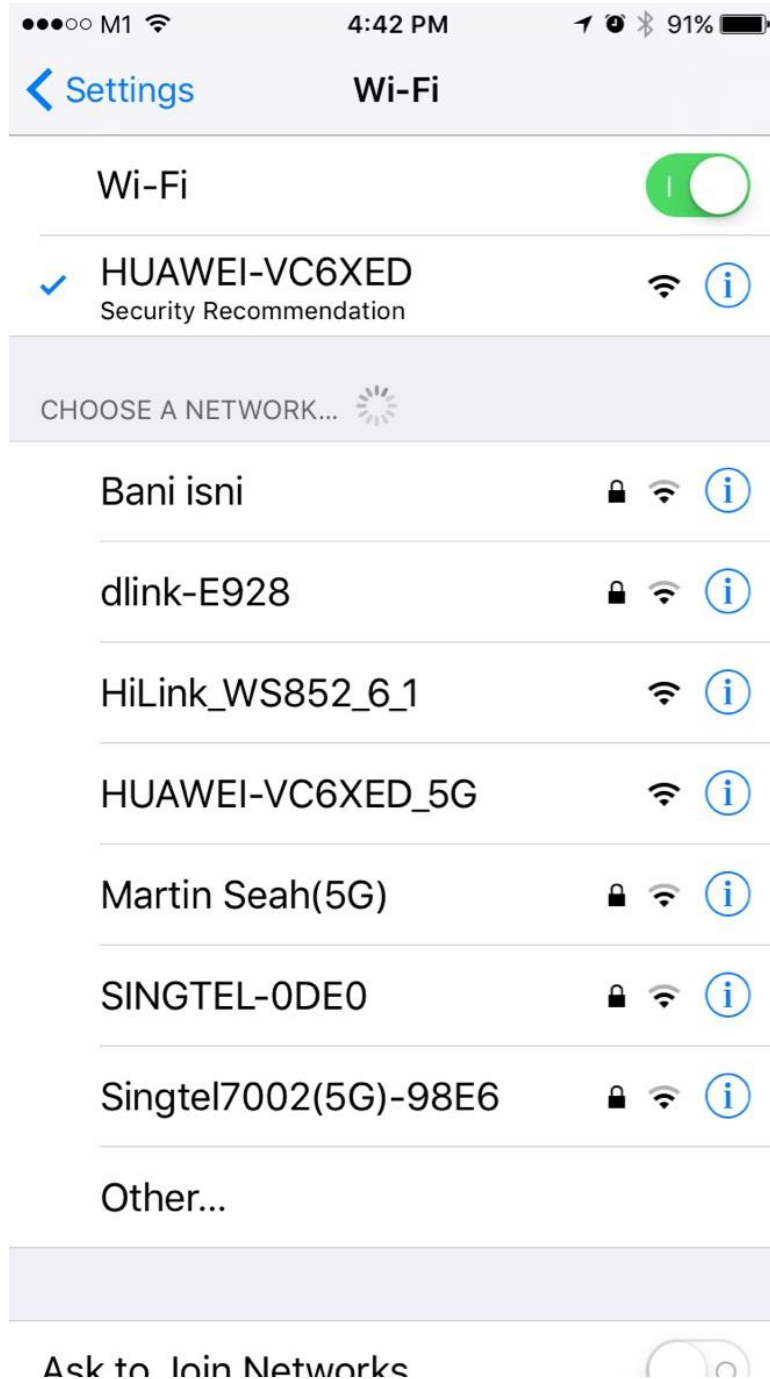 M1 4:42 PM 91%
Settings Wi-Fi
Wi-Fi
HUAWEI-VC6XED
Security Recommendation
CHOOSE A NETWORK...
Bani isni
dlink-E928
HiLink_WS852_6_1
HUAWEI-VC6XED_5G
Martin Seah(5G)
SINGTEL-0DE0
Singtel7002(5G)-98E6
Other...
Ask to Join Networks